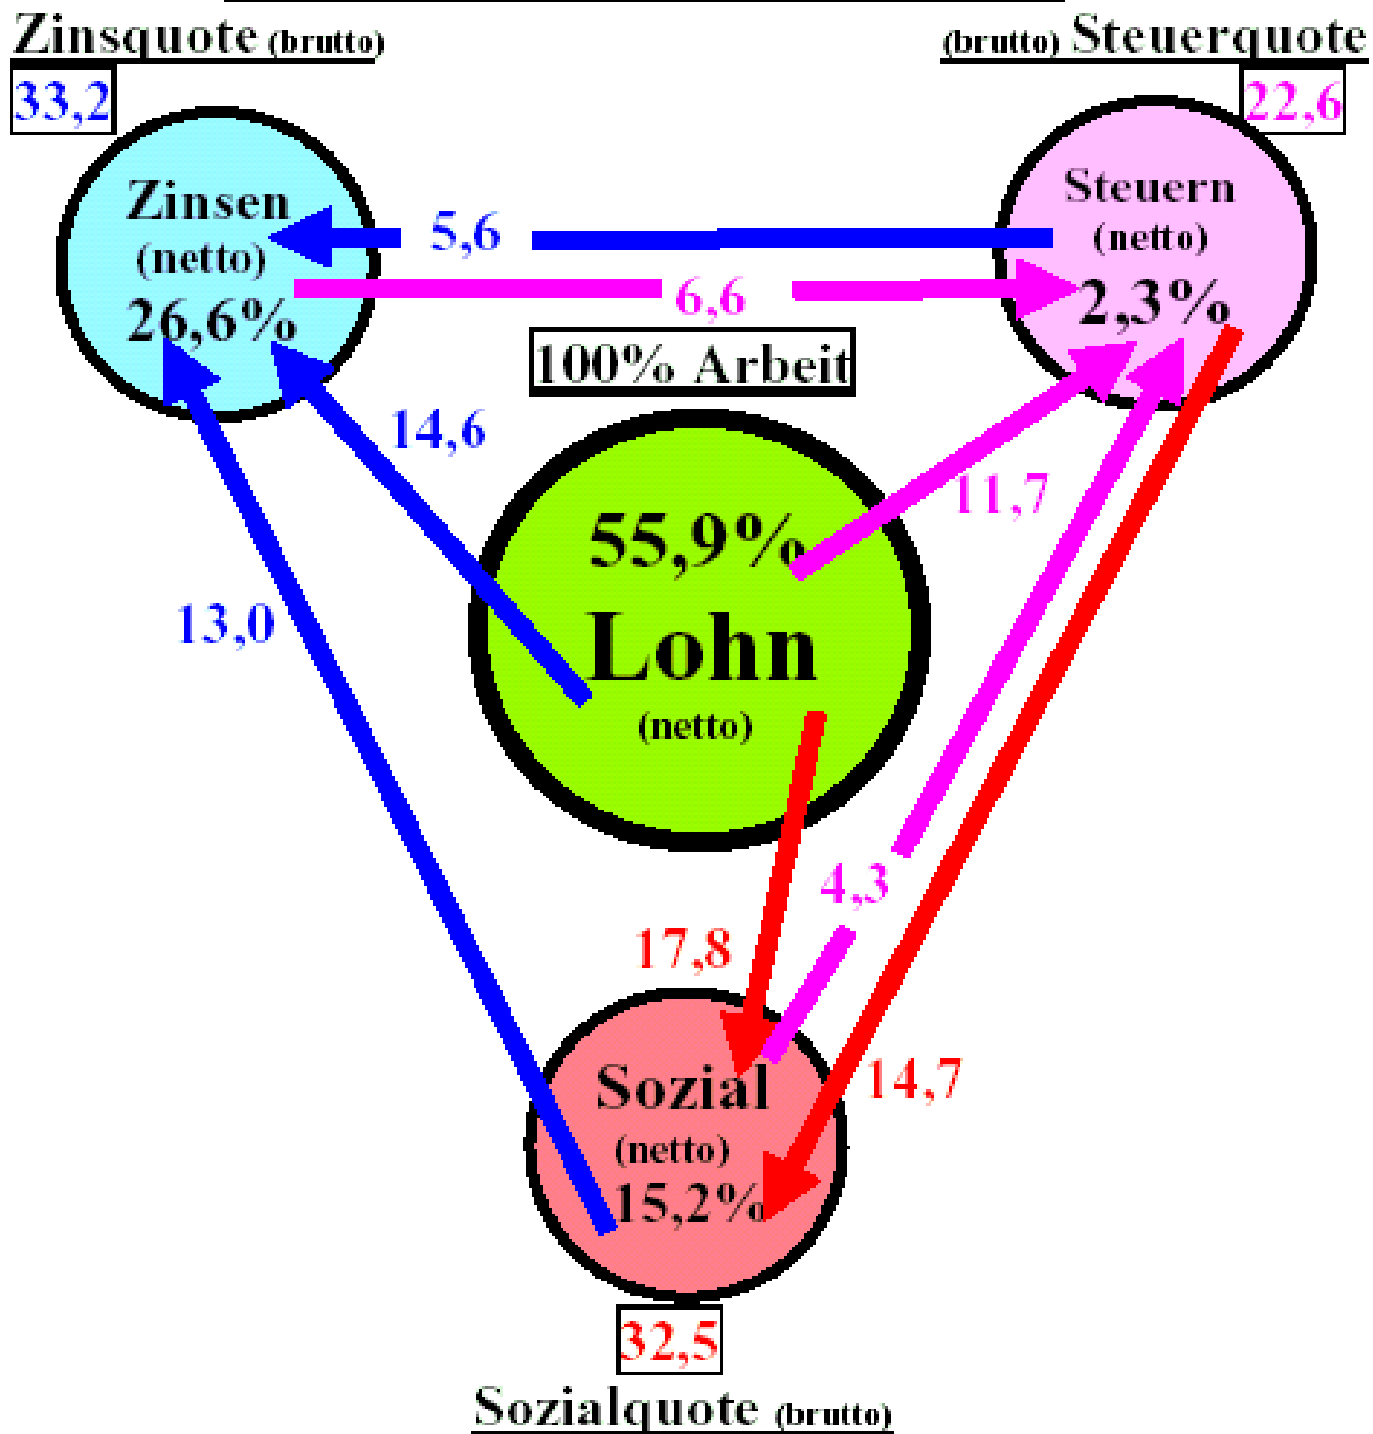 Zinsquote (brutto)
33,2
(brutto) Steuerquote
22,6
Zinsen
(netto)
26,6%
Steuern
(netto)
2,3%
5,6
6,6
100% Arbeit
14,6
11,7
55,9%
Lohn
(netto)
13,0
4,3
17,8
14,7
Sozial
(netto)
15,2%
32,5
Sozialquote (brutto)